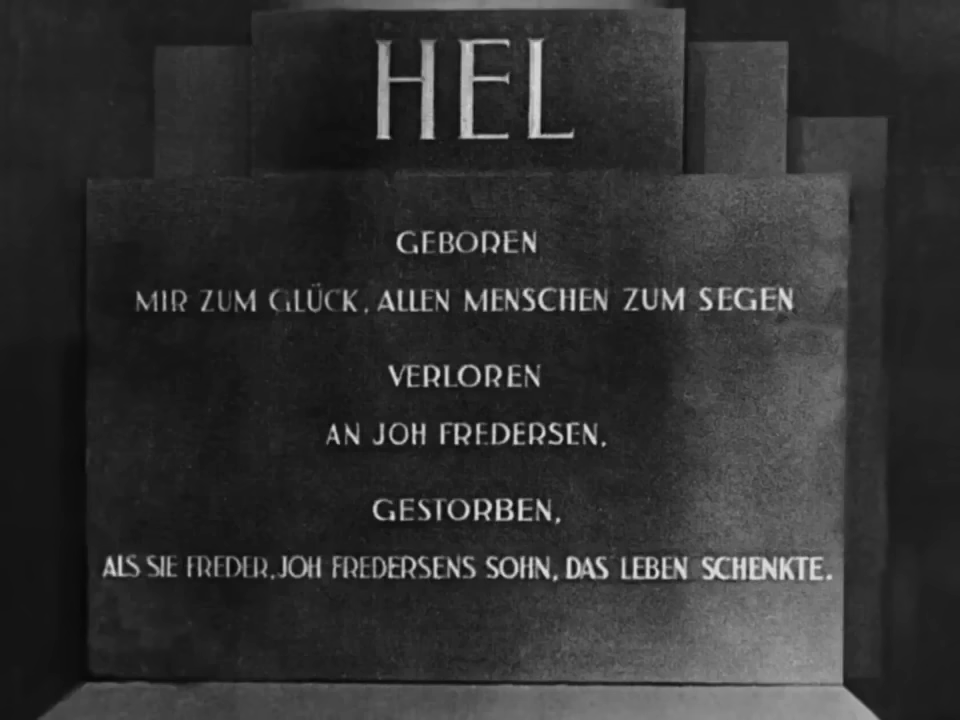 HEL
GEBOREN
MIR ZUM GLÜCK, ALLEN MENSCHEN ZUM SEGEN
VERLOREN
AN JOH FREDERSEN,
GESTORBEN,
ALS SIE FREDER, JOH FREDERSENS SOHN, DAS LEBEN SCHENKTE.